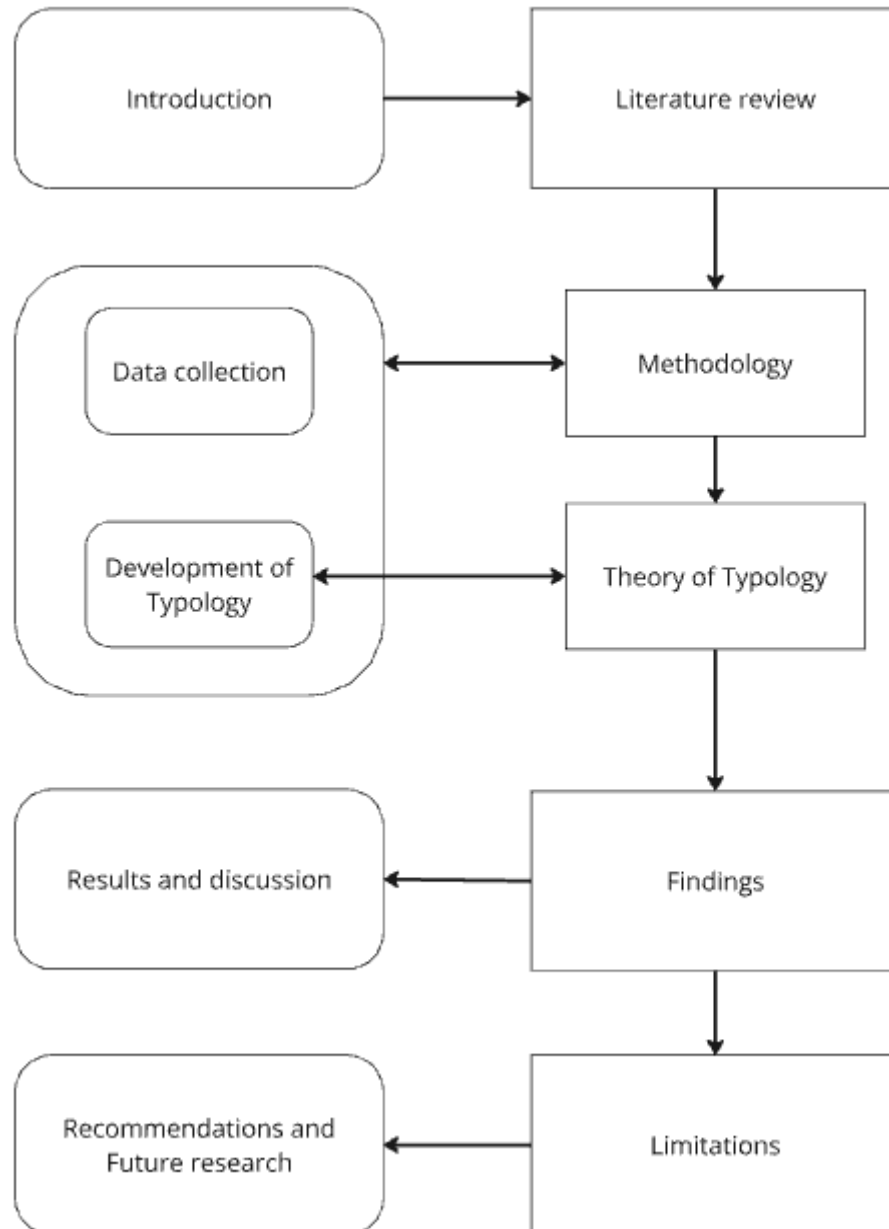 Introduction
Literature review
Data collection
Methodology
Development of
Typology
Theory of Typology
Results and discussion
Findings
Recommendations and
Future research
Limitations